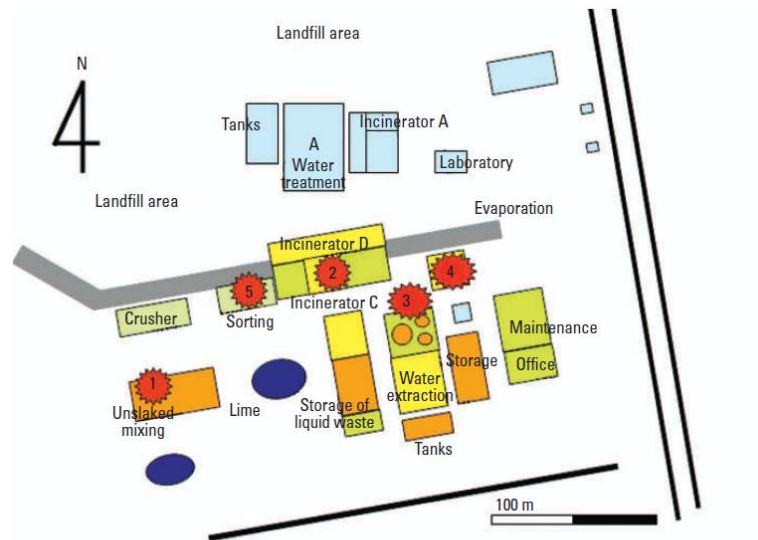 Landfill area
N
Tanks
Incinerator A
A
Water
treatment
Laboratory
Landfill area
Evaporation
Incinerator D
2
4
5
3
Incinerator C
Crusher
Sorting
Maintenance
Storage
Office
1
Water
extraction
Unslaked
mixing
Lime
Storage of
liquid waste
Tanks
100 m